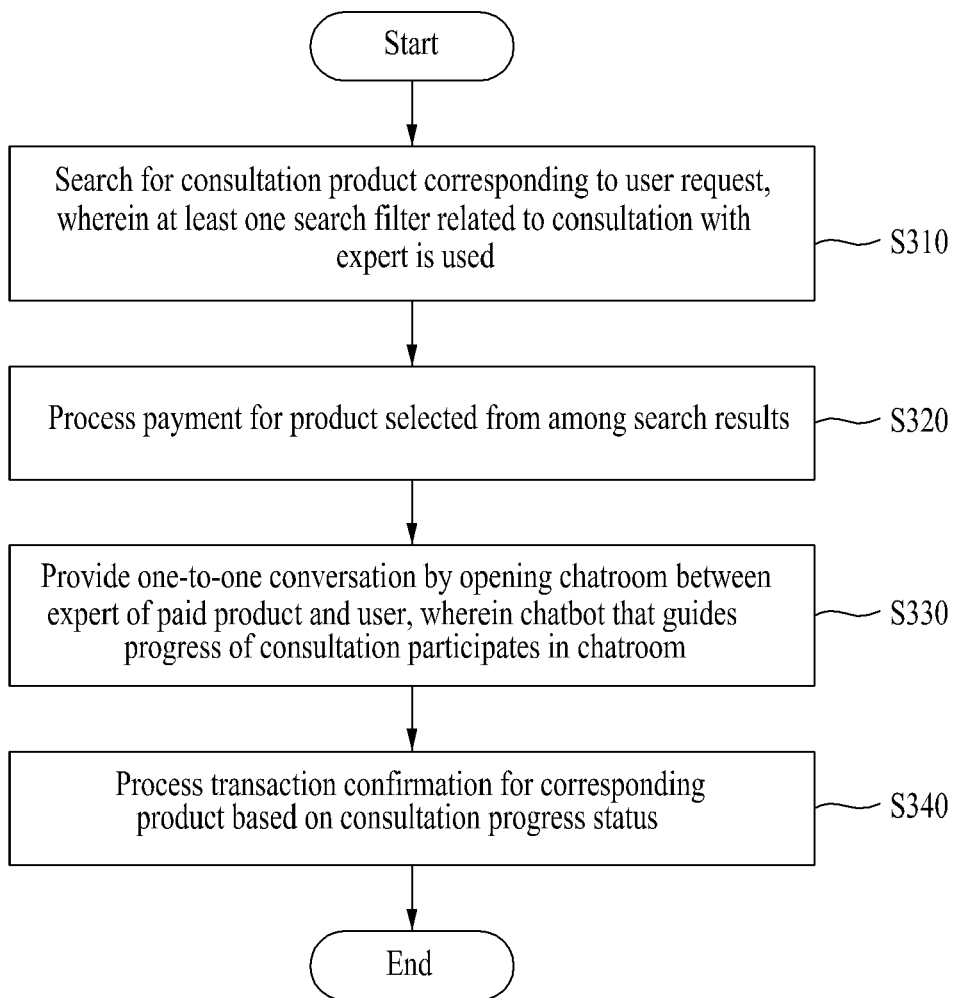 Start
Search for consultation product corresponding to user request,
wherein at least one search filter related to consultation with
expert is used
S310
Process payment for product selected from among search results
S320
Provide one-to-one conversation by opening chatroom between
expert of paid product and user, wherein chatbot that guides
progress of consultation participates in chatroom
S330
Process transaction confirmation for corresponding
product based on consultation progress status
S340
End